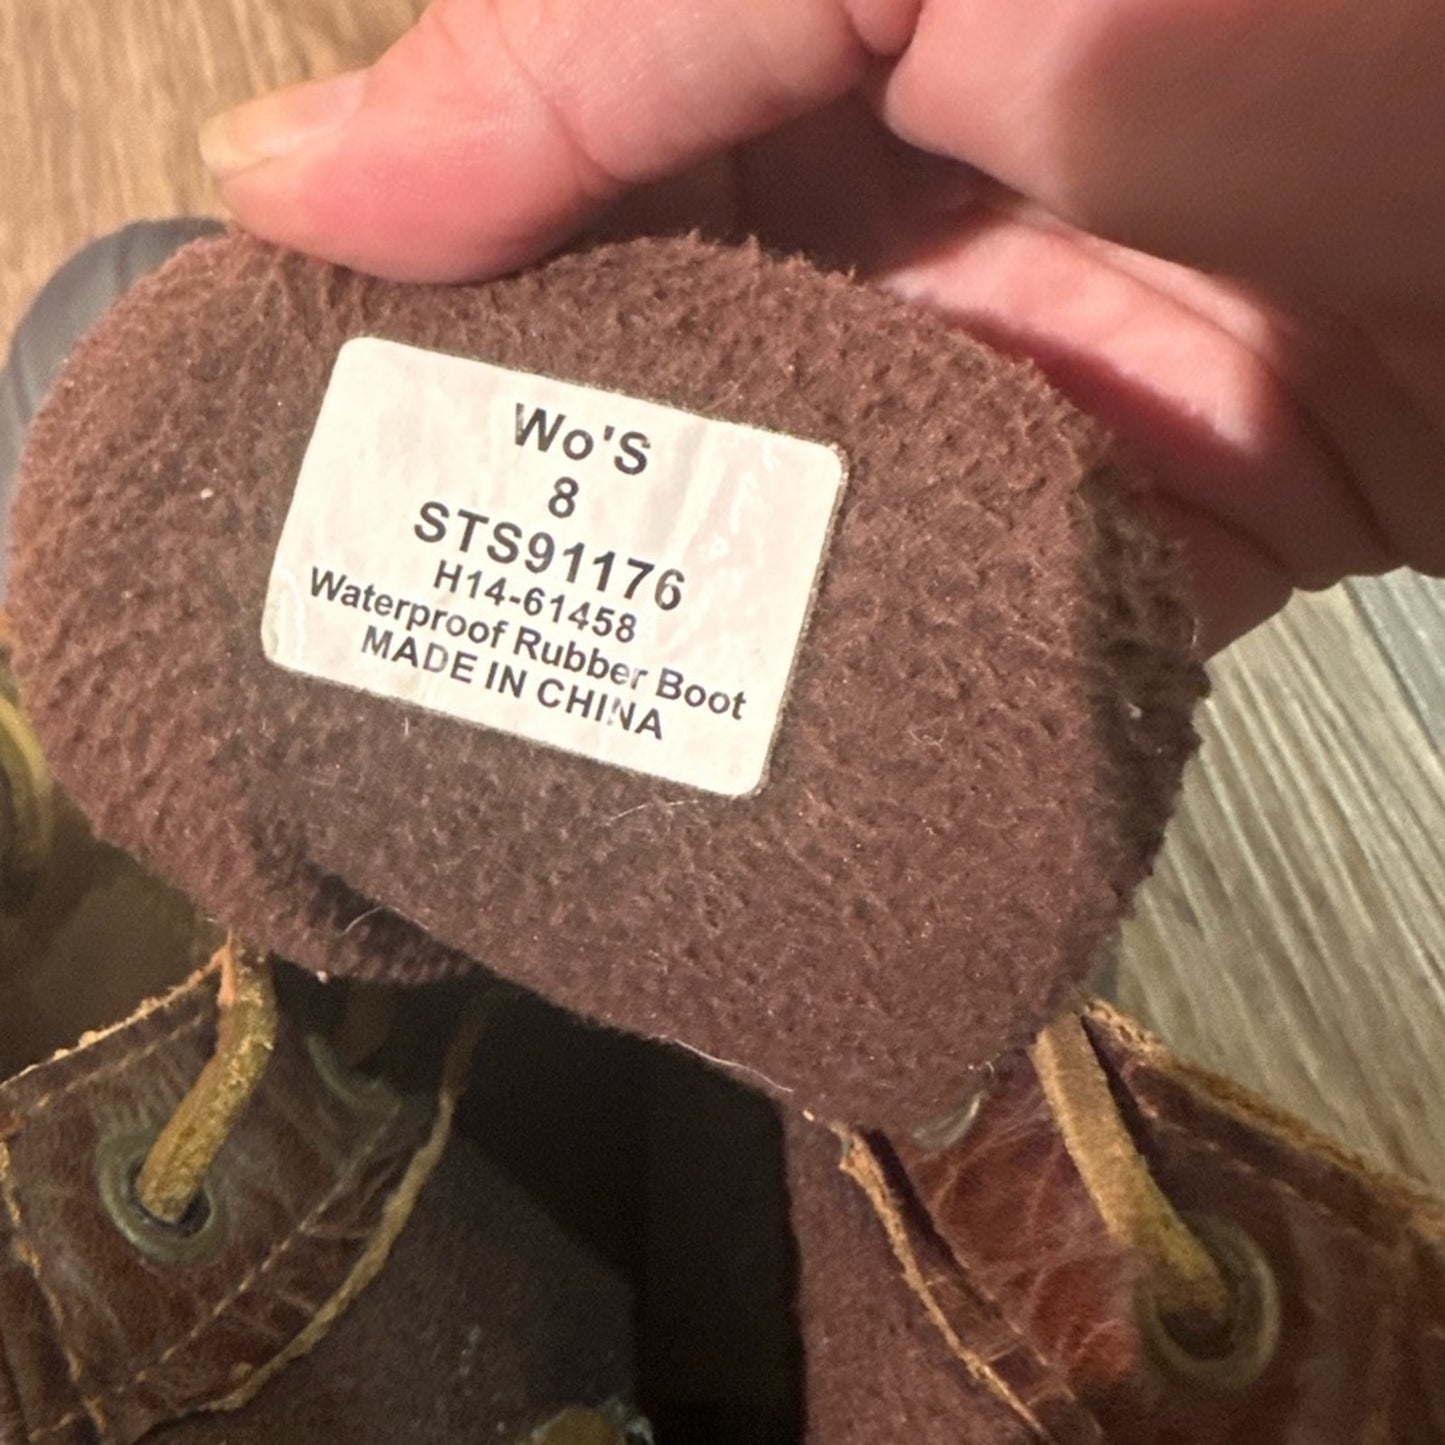 Wo'S
8
STS91176
H14-61458
Waterproof Rubber Boot
MADE IN CHINA